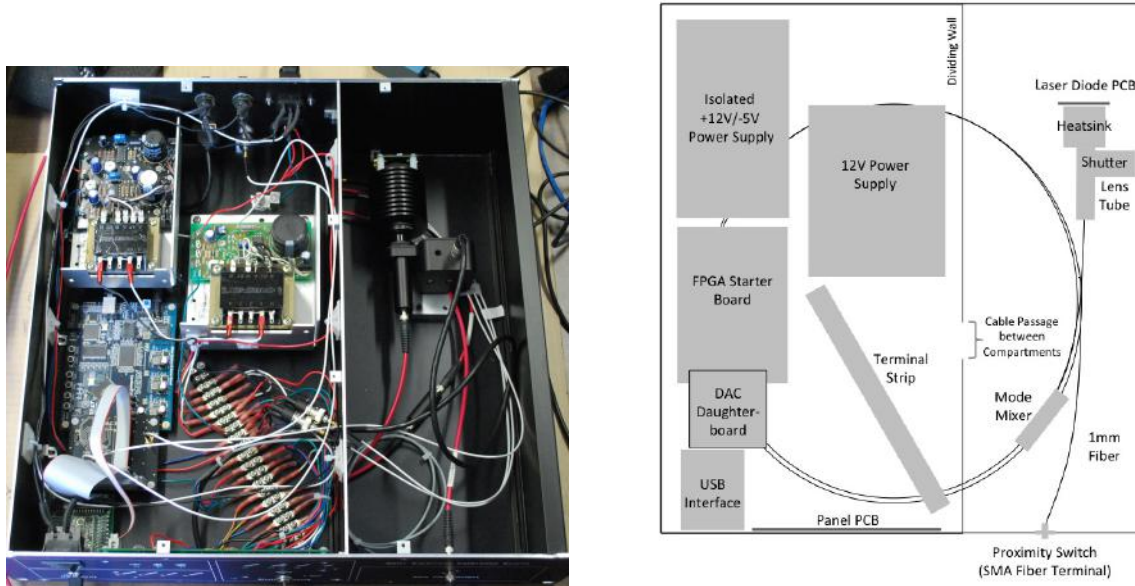 Dividing Wall
Isolated
+12V/-5V
Power Supply
12V Power
Supply
Laser Diode PCB
Heatsink
Shutter
Lens
Tube
FPGA Starter
Board
Cable Passage
between
Compartments
Terminal
Strip
DAC
Daughter-
board
Mode
Mixer
1mm
Fiber
USB
Interface
Panel PCB
Proximity Switch
(SMA Fiber Terminal)